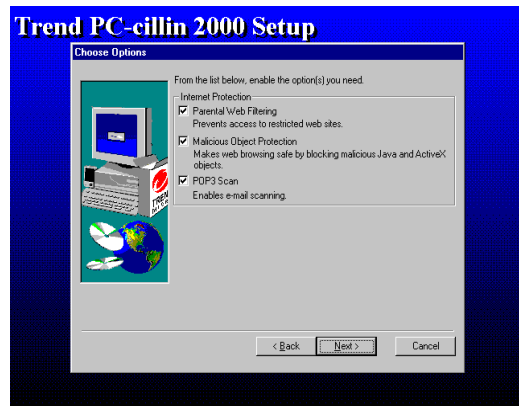 Trend PC-cillin 2000 Setup
Choose Options
From the list below, enable the option(s) you need.
Internet Protection
Parental Web Filtering
Prevents access to restricted web sites.
Malicious Object Protection
Makes web browsing safe by blocking malicious Java and ActiveX
objects.
POP3 Scan
Enables e-mail scanning.
TREND
< Back
Next >
Cancel